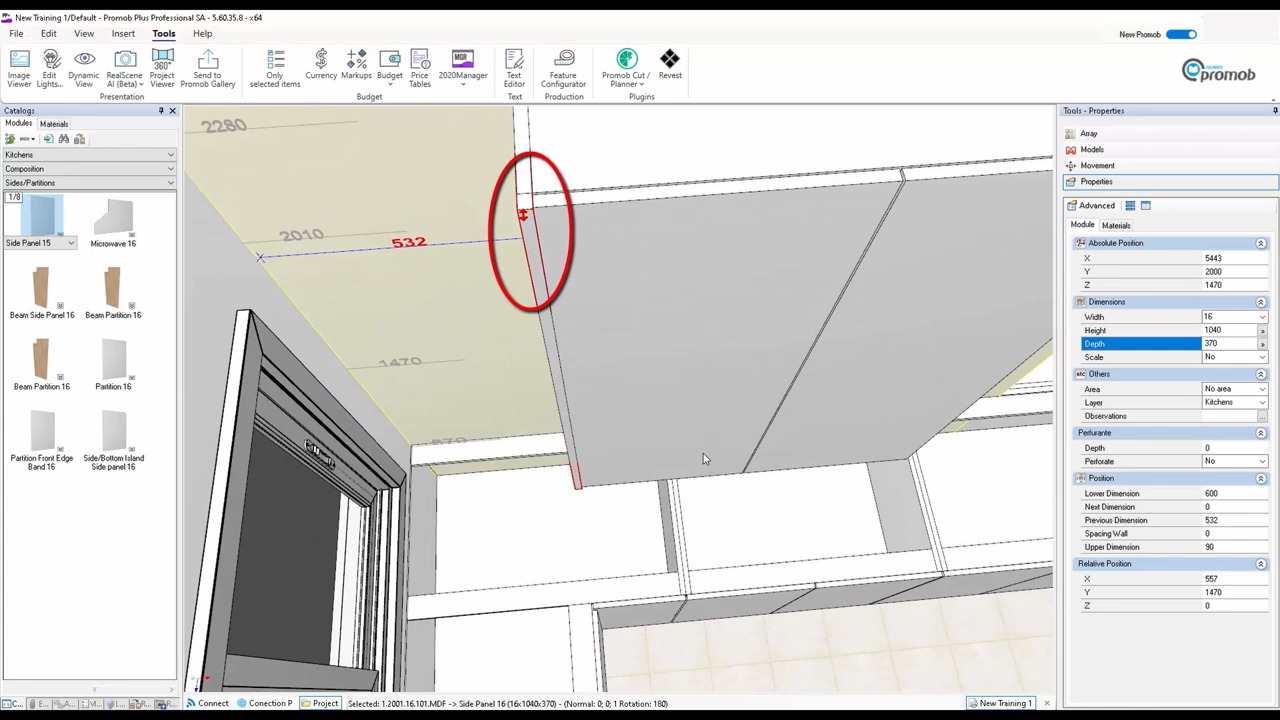 New Training 1/Default - Promob Plus Professional SA - 5.60.35.8 - x64
File Edit View Insert Tools Help
New Promob
Image Viewer
Edit Lights...
Dynamic View
RealScene AI (Beta)
Project Viewer
Send to Promob Gallery
Only selected items
Currency
Markups
Budget
Price Tables
2020Manager
Text Editor
Feature Configurator
Promob Cut / Planner
Revest
Presentation
Budget
Text
Production
Plugins
promob
Catalogs
Modules Materials
Kitchens
Composition
Sides/Partitions
1/8
Side Panel 15
Microwave 16
Beam Side Panel 16
Beam Partition 16
Beam Partition 16
Partition 16
Partition Front Edge Band 16
Side/Bottom Island Side panel 16
2280
2010
532
1470
870
Tools - Properties
Array
Models
Movement
Properties
Advanced
Module Materials
Absolute Position
X 5443
Y 2000
Z 1470
Dimensions
Width 16
Height 1040
Depth 370
Scale No
Others
Area No area
Layer Kitchens
Observations
Perfurante
Depth 0
Perforate No
Position
Lower Dimension 600
Next Dimension 0
Previous Dimension 532
Spacing Wall 0
Upper Dimension 90
Relative Position
X 557
Y 1470
Z 0
Connect
Conection P
Project
Selected: 1.2001.16.101.MDF -> Side Panel 16 (16x1040x370) - (Normal: 0; 0; 1 Rotation: 180)
New Training 1